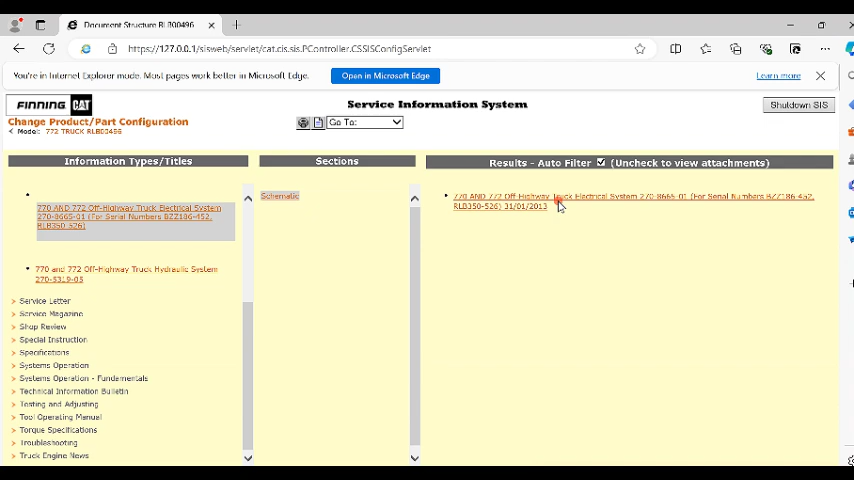 Document Structure RLB00496
https://127.0.0.1/sisweb/servlet/cat.cis.sis.PController.CSSISConfigServlet
You're in Internet Explorer mode. Most pages work better in Microsoft Edge.
Open in Microsoft Edge
Learn more
FINNING CAT
Service Information System
Shutdown SIS
Change Product/Part Configuration
Go To:
Model: 772 TRUCK RLB00496
Information Types/Titles
Sections
Results - Auto Filter (Uncheck to view attachments)
770 AND 772 Off-Highway Truck Electrical System
270-8665-01 (For Serial Numbers BZZ186-452,
RLB350-526)
Schematic
770 AND 772 Off-Highway Truck Electrical System 270-8665-01 (For Serial Numbers BZZ186-452,
RLB350-526) 31/01/2013
770 and 772 Off-Highway Truck Hydraulic System
270-5319-03
Service Letter
Service Magazine
Shop Review
Special Instruction
Specifications
Systems Operation
Systems Operation - Fundamentals
Technical Information Bulletin
Testing and Adjusting
Tool Operating Manual
Torque Specifications
Troubleshooting
Truck Engine News